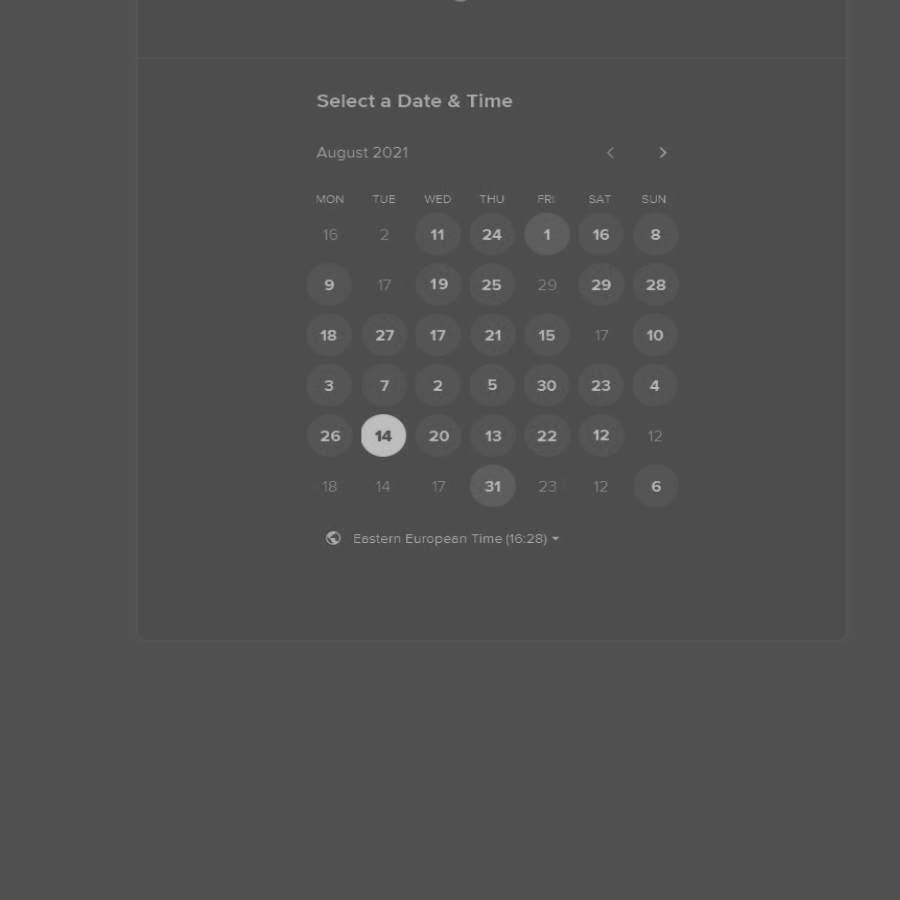 Select a Date & Time
August 2021
MON TUE WED THU FRI SAT SUN
16 2 11 24 1 16 8
9 17 19 25 29 29 28
18 27 17 21 15 17 10
3 7 2 5 30 23 4
26 14 20 13 22 12 12
18 14 17 31 23 12 6
Eastern European Time (16:28)